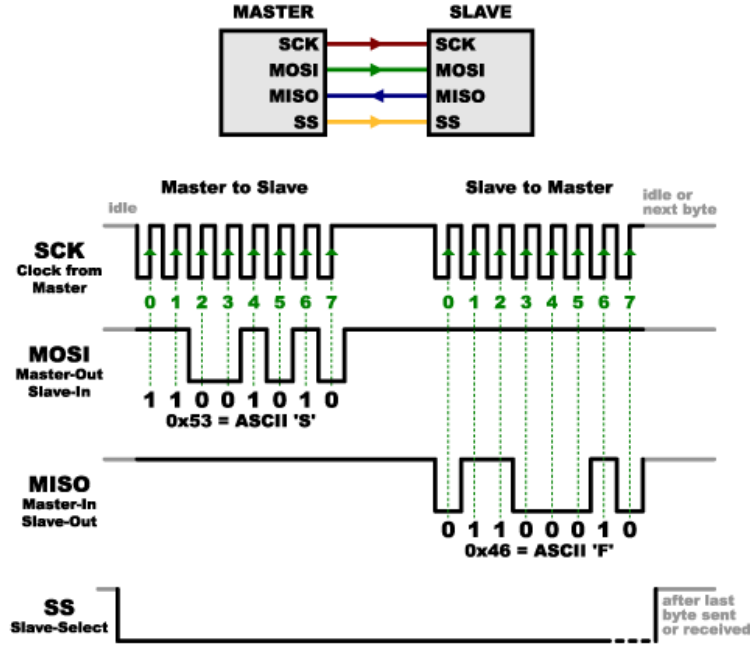 MASTER
SLAVE
SCK
SCK
MOSI
MOSI
MISO
MISO
SS
SS
Master to Slave
Slave to Master
idle
idle or
next byte
SCK
Clock from
Master
0 1 2 3 4 5 6 7
0 1 2 3 4 5 6 7
MOSI
Master-Out
Slave-In
1 1 0 0 1 0 1 0
0x53 = ASCII 'S'
MISO
Master-In
Slave-Out
0 1 1 0 0 0 1 0
0x46 = ASCII 'F'
SS
Slave-Select
after last
byte sent
or received